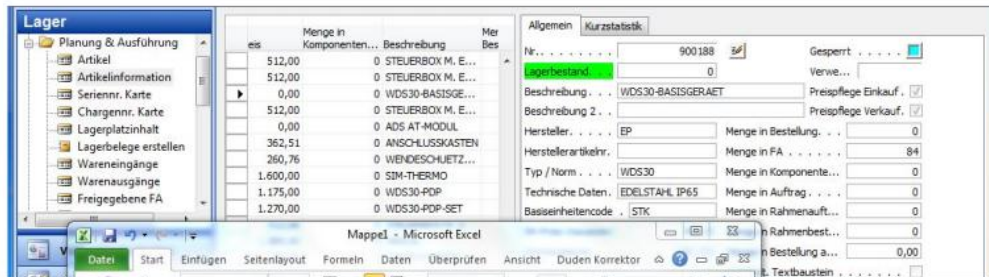 Lager
Planung & Ausführung
Artikel
Artikelinformation
Seriennr. Karte
Chargennr. Karte
Lagerplatzinhalt
Lagerbelege erstellen
Wareneingänge
Warenausgänge
Freigegebene FA
eis Menge in Komponenten... Beschreibung Mer Bes
512,00 0 STEUERBOX M. E...
512,00 0 STEUERBOX M. E...
0,00 0 WDS30-BASISGE...
512,00 0 STEUERBOX M. E...
0,00 0 ADS AT-MODUL
362,51 0 ANSCHLUSSKASTEN
260,76 0 WENDESCHUETZ...
1.600,00 0 SIM-THERMO
1.175,00 0 WDS30-PDP
1.270,00 0 WDS30-PDP-SET
Allgemein Kurzstatistik
Nr. . . . . . . . . 900188 Gesperrt . . . . .
Lagerbestand. . . 0 Verwe...
Beschreibung . . . WDS30-BASISGERAET Preispflege Einkauf .
Beschreibung 2 . . Preispflege Verkauf.
Hersteller. . . . . EP Menge in Bestellung. . . 0
Herstellerartikelnr. Menge in FA . . . . . . 84
Typ / Norm . . . . WDS30 Menge in Komponente... 0
Technische Daten. EDELSTAHL IP65 Menge in Auftrag . . . . 0
Basiseinheitencode . STK Menge in Rahmenauft... 0
n Rahmenbest... 0
n Bestellung a... 0,00
. Textbaustein . . . . . . .
V
Mappe1 - Microsoft Excel
Datei Start Einfügen Seitenlayout Formeln Daten Überprüfen Ansicht Duden Korrektor